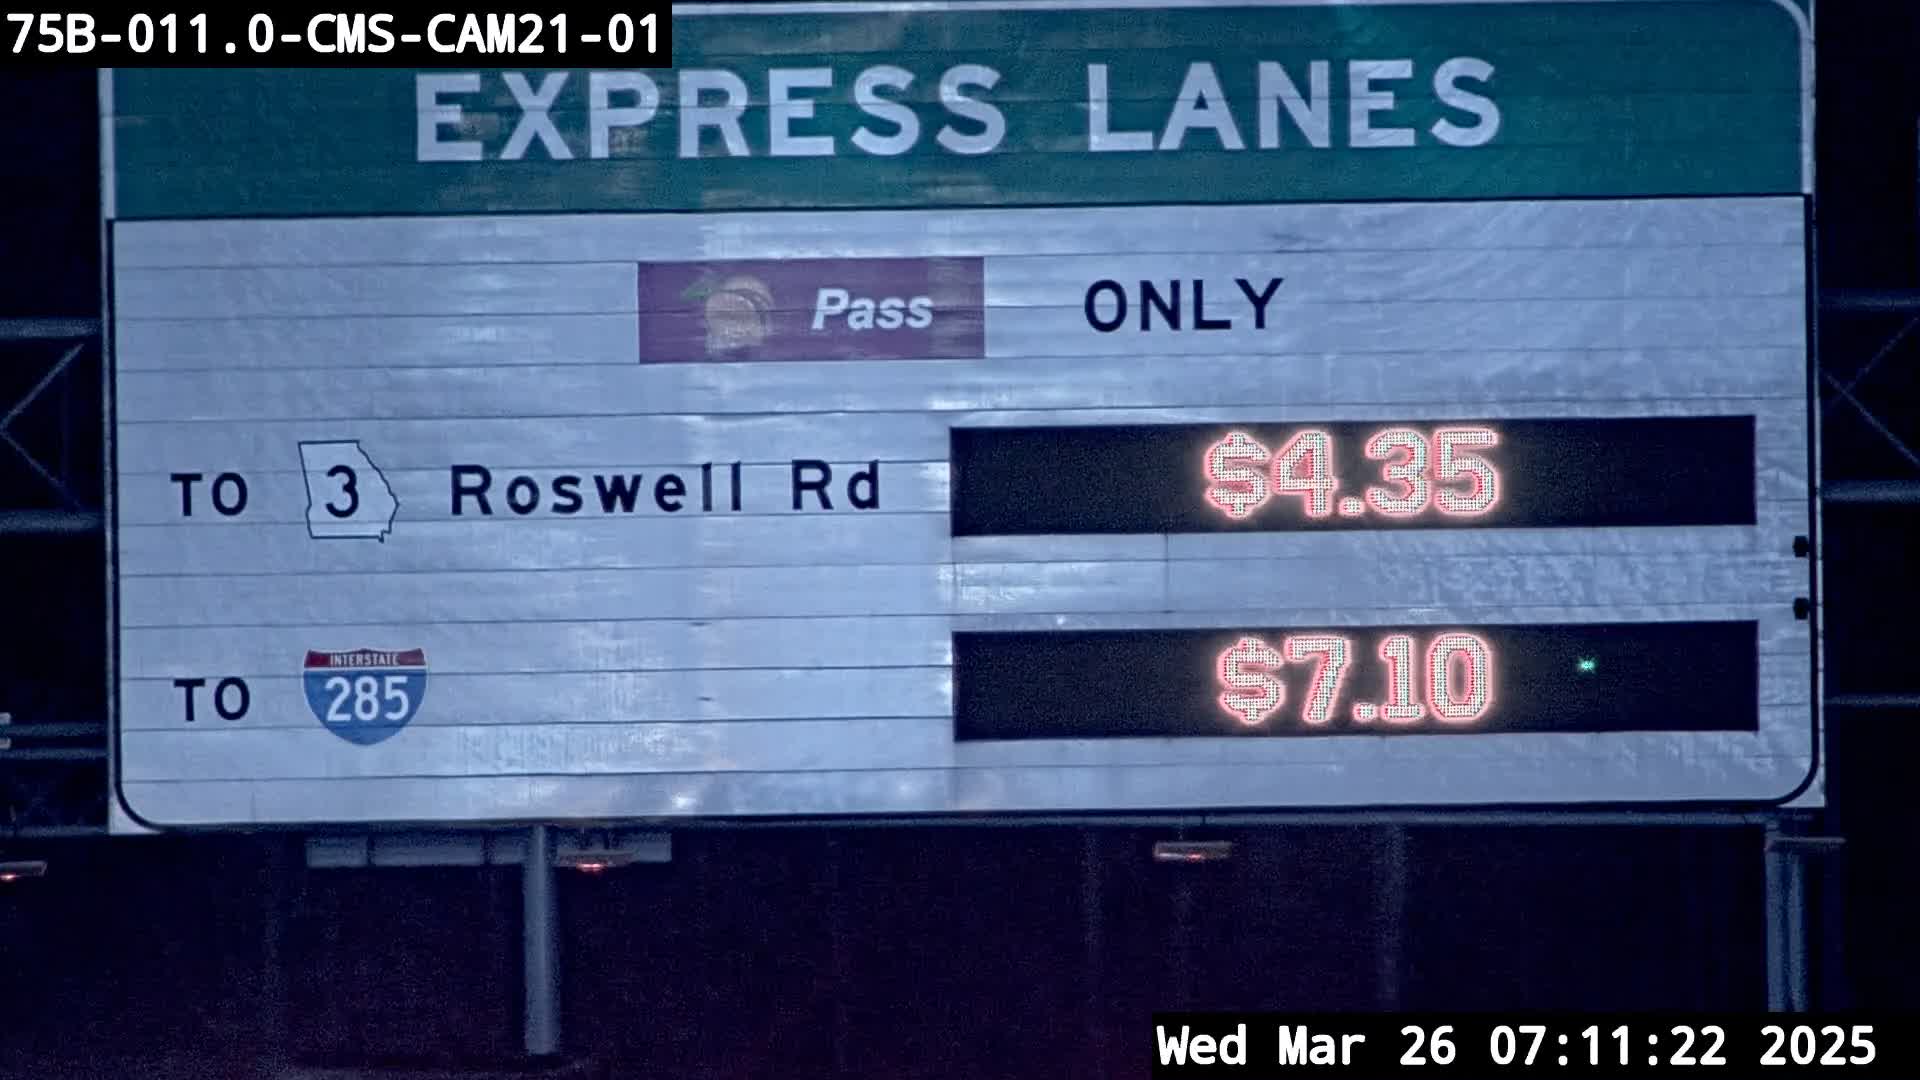 75B-011.0-CMS-CAM21-01
EXPRESS LANES
Pass ONLY
TO 3 Roswell Rd $4.35
TO INTERSTATE 285 $7.10
Wed Mar 26 07:11:22 2025